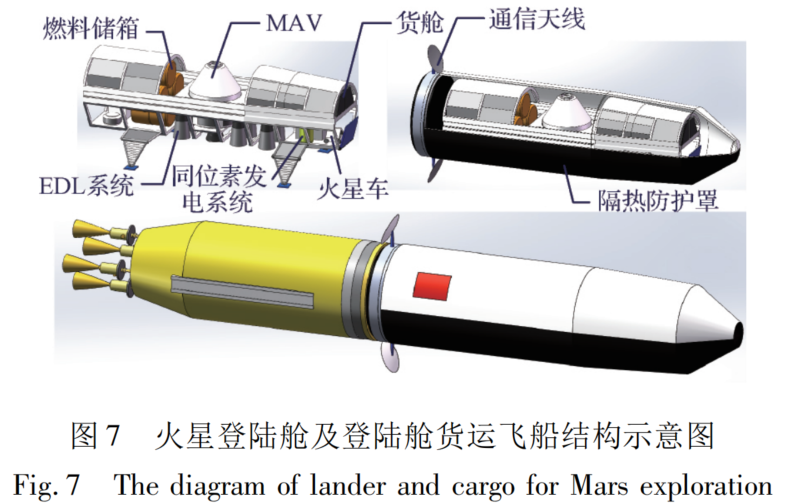 燃料储箱
MAV
货舱
通信天线
EDL系统
同位素发
电系统
火星车
隔热防护罩
图7 火星登陆舱及登陆舱货运飞船结构示意图
Fig. 7 The diagram of lander and cargo for Mars exploration